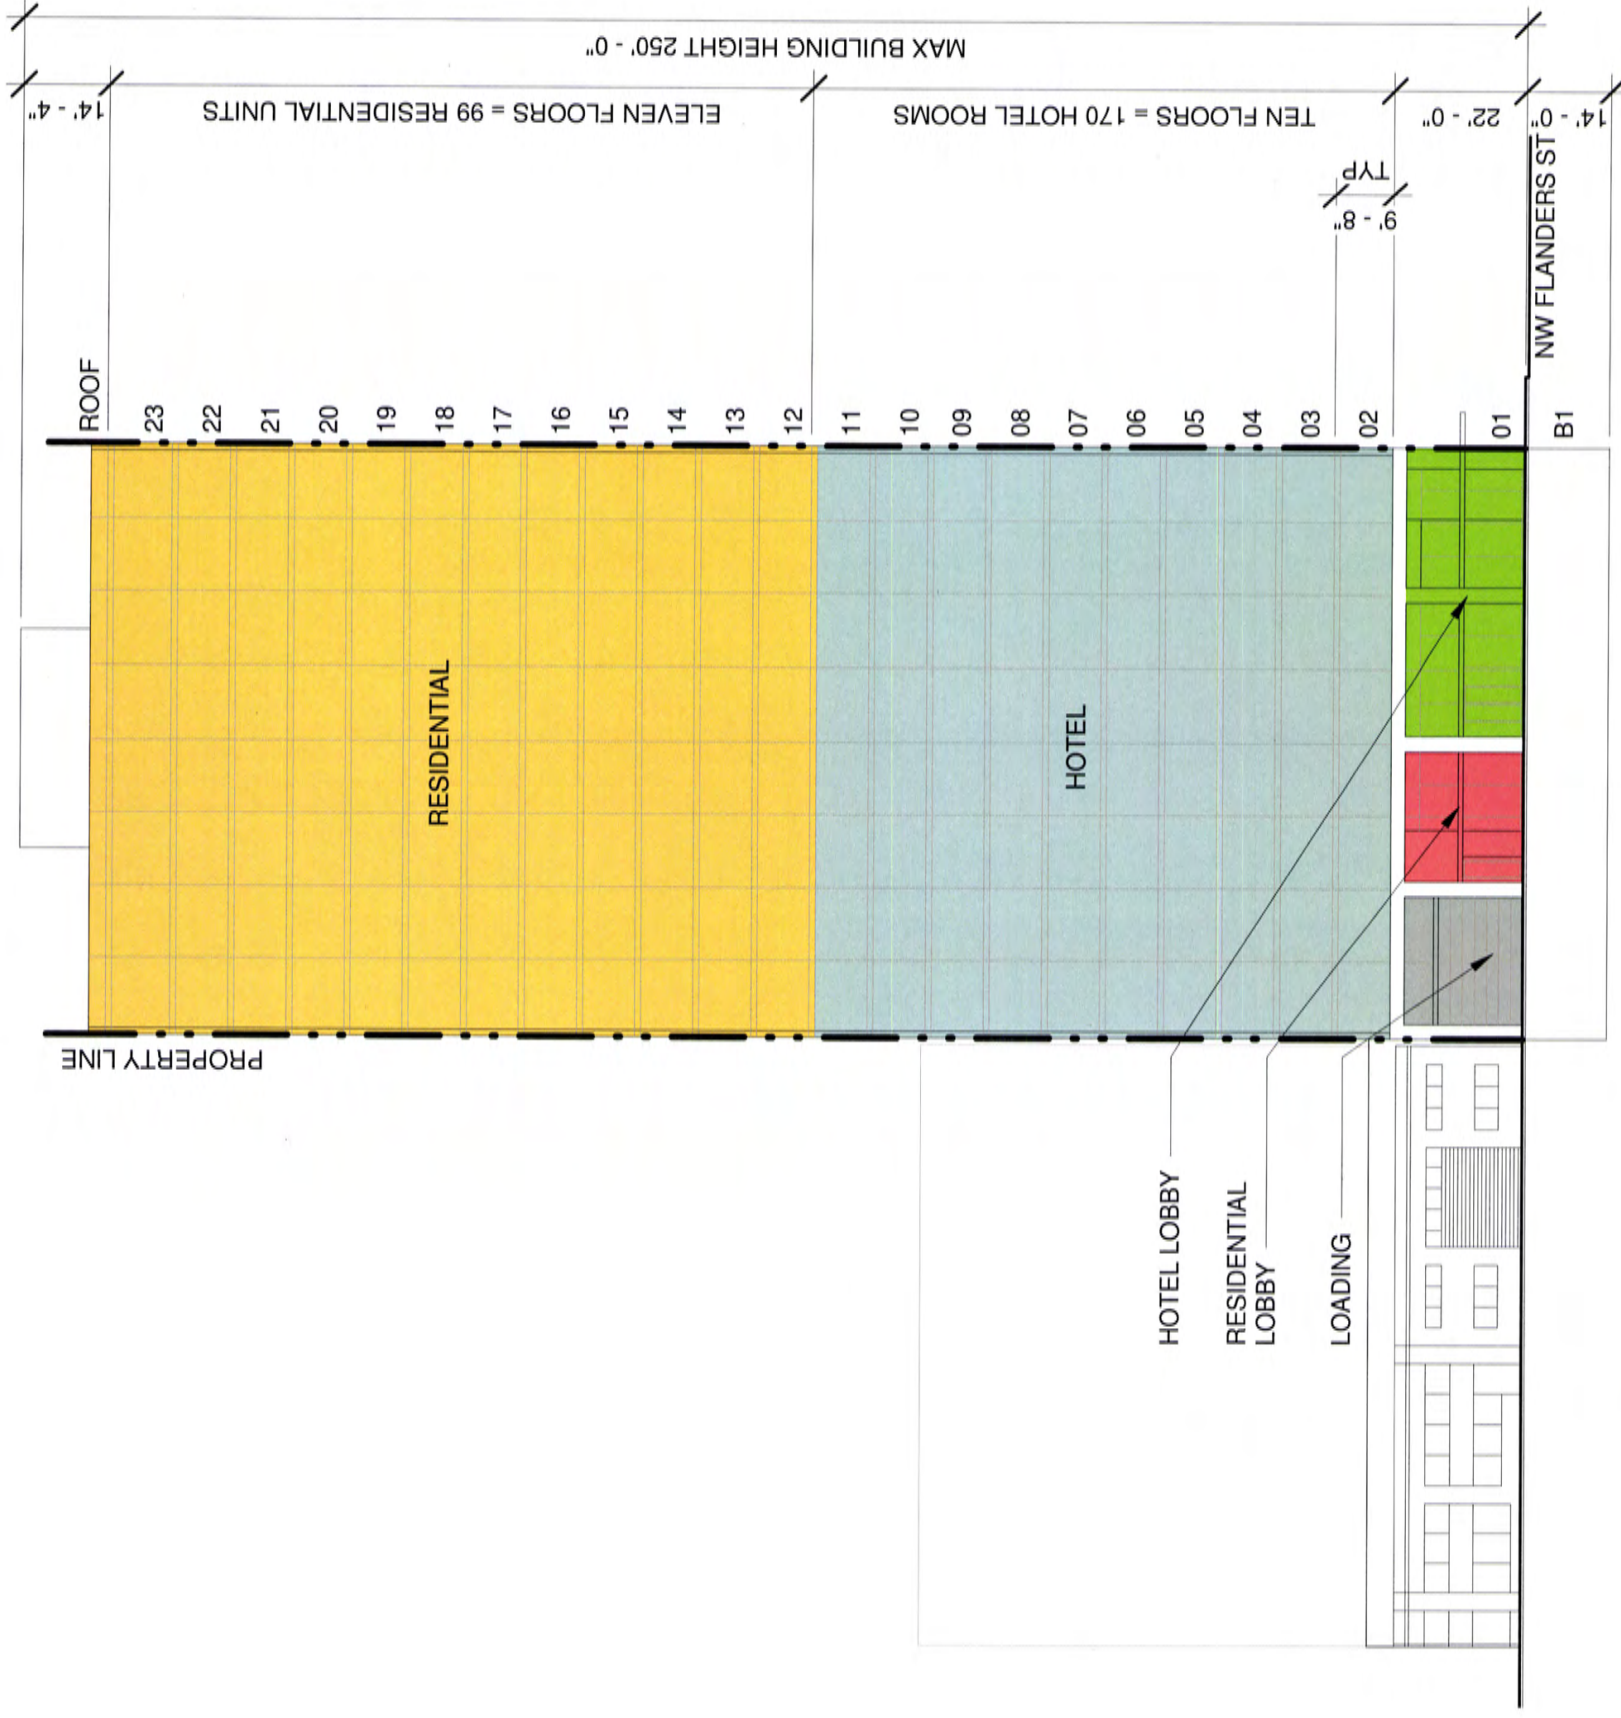 MAX BUILDING HEIGHT 250' - 0"
14' - 4"
ELEVEN FLOORS = 99 RESIDENTIAL UNITS
TEN FLOORS = 170 HOTEL ROOMS
22' - 0"
14' - 0"
9' - 8"
TYP
NW FLANDERS ST
ROOF
23
22
21
20
19
18
17
16
15
14
13
12
11
10
09
08
07
06
05
04
03
02
01
B1
RESIDENTIAL
HOTEL
PROPERTY LINE
HOTEL LOBBY
RESIDENTIAL
LOBBY
LOADING